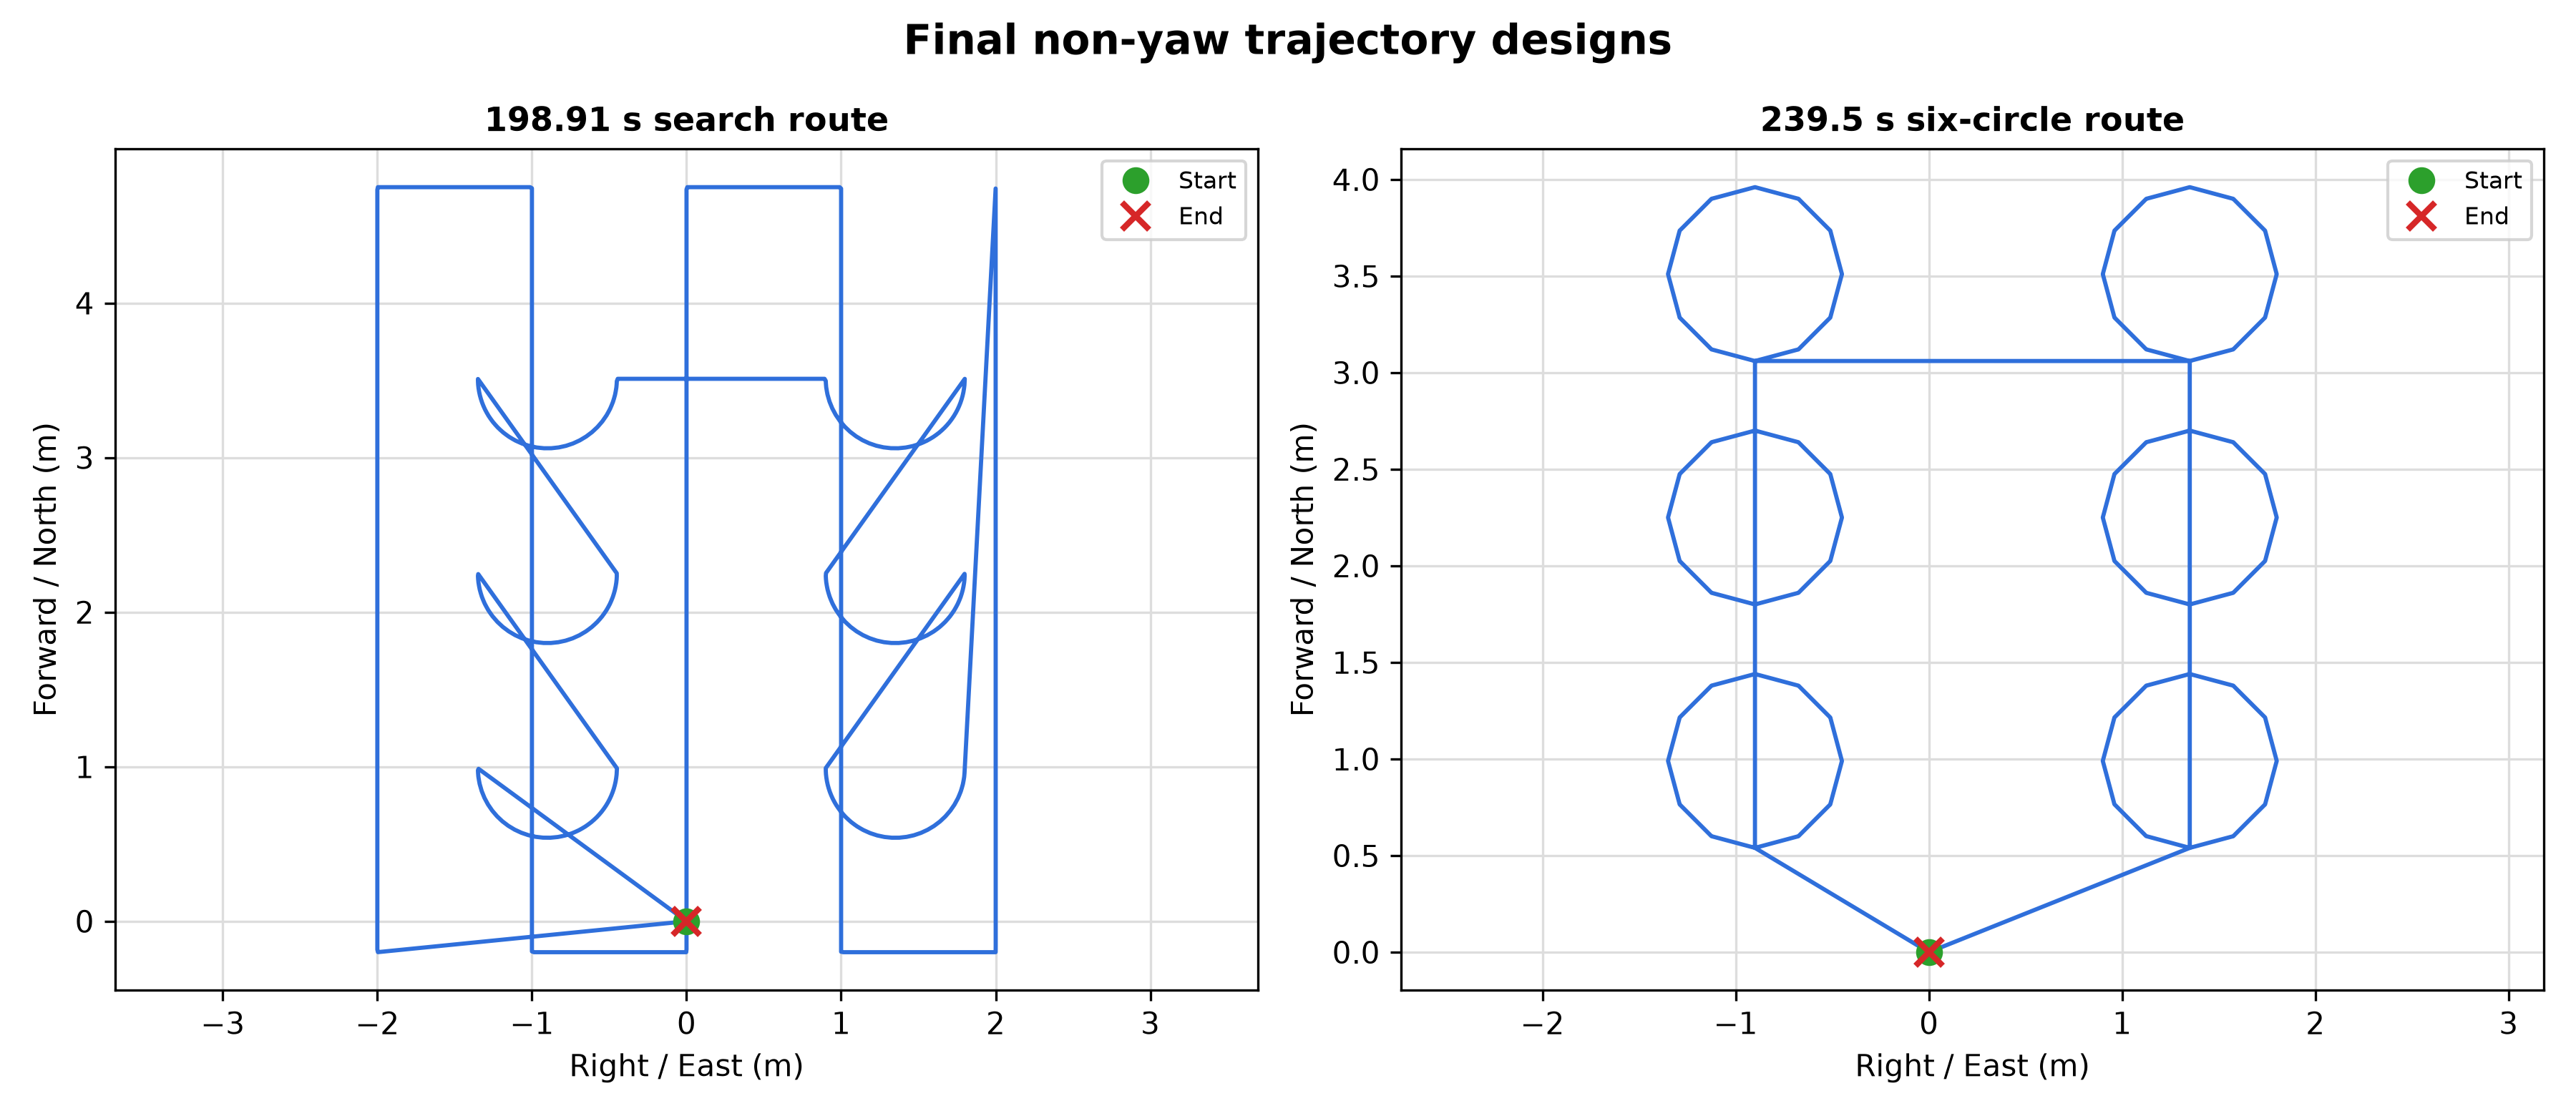 Final non-yaw trajectory designs
198.91 s search route
Start
End
4
3
2
1
0
Forward / North (m)
−3 −2 −1 0 1 2 3
Right / East (m)
239.5 s six-circle route
Start
End
4.0
3.5
3.0
2.5
2.0
1.5
1.0
0.5
0.0
Forward / North (m)
−2 −1 0 1 2 3
Right / East (m)